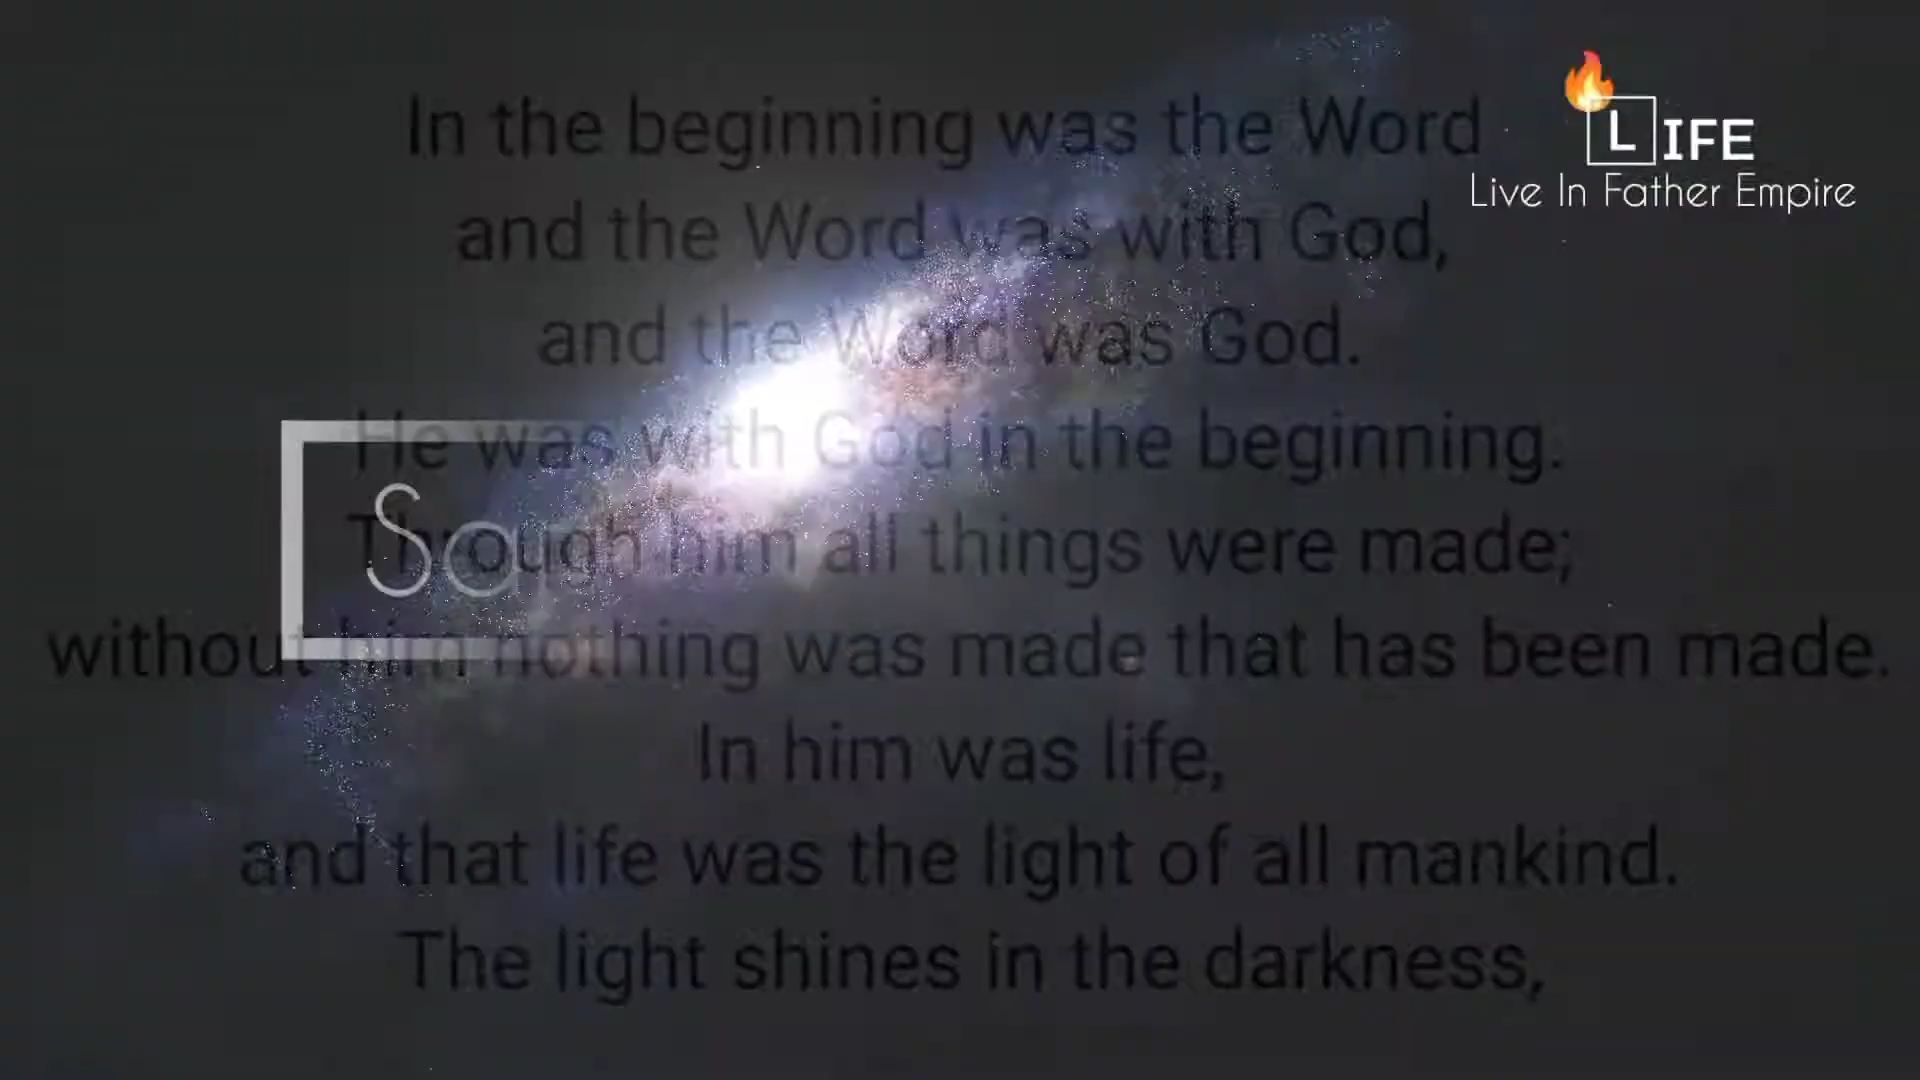 In the beginning was the Word
and the Word was with God,
and the Word was God.
He was with God in the beginning.
Through him all things were made;
without him nothing was made that has been made.
In him was life,
and that life was the light of all mankind.
The light shines in the darkness,
LIFE
Live In Father Empire